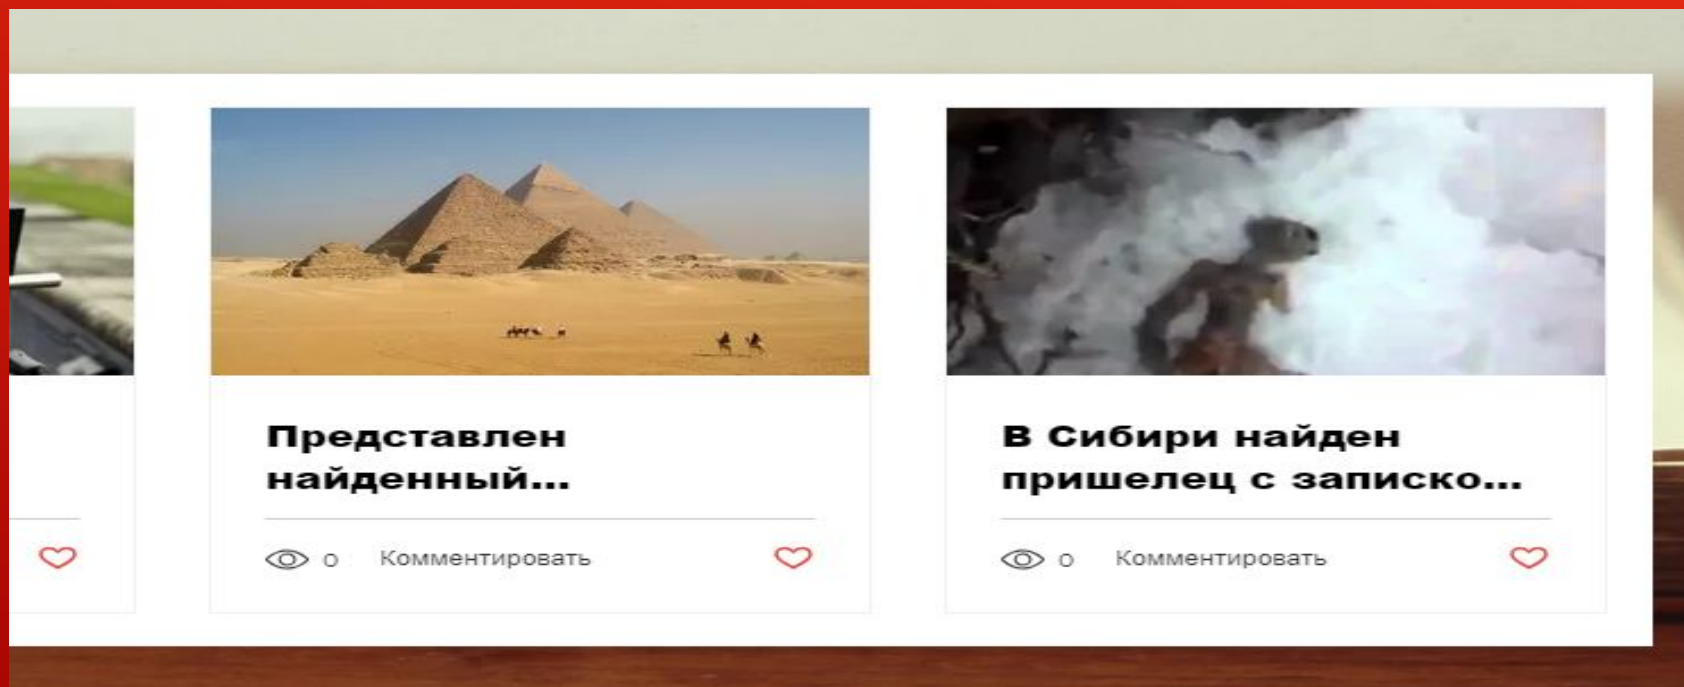 Представлен
найденный...
0 Комментировать
В Сибири найден
пришелец с записко...
0 Комментировать